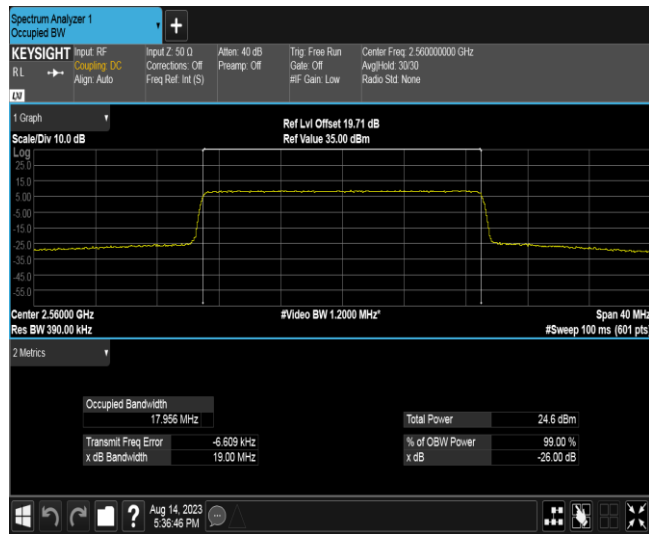 Spectrum Analyzer 1
Occupied BW
+
KEYSIGHT
R L
LXI
Input: RF
Coupling: DC
Align: Auto
Input Z: 50 Ω
Corrections: Off
Freq Ref: Int (S)
Atten: 40 dB
Preamp: Off
Trig: Free Run
Gate: Off
#IF Gain: Low
Center Freq: 2.560000000 GHz
Avg|Hold: 30/30
Radio Std: None
1 Graph
Scale/Div 10.0 dB
Ref Lvl Offset 19.71 dB
Ref Value 35.00 dBm
Log
25.0
15.0
5.00
-5.00
-15.0
-25.0
-35.0
-45.0
-55.0
Center 2.56000 GHz
Res BW 390.00 kHz
#Video BW 1.2000 MHz*
Span 40 MHz
#Sweep 100 ms (601 pts)
2 Metrics
Occupied Bandwidth
17.956 MHz
Transmit Freq Error -6.609 kHz
x dB Bandwidth 19.00 MHz
Total Power 24.6 dBm
% of OBW Power 99.00 %
x dB -26.00 dB
?
Aug 14, 2023
5:36:46 PM